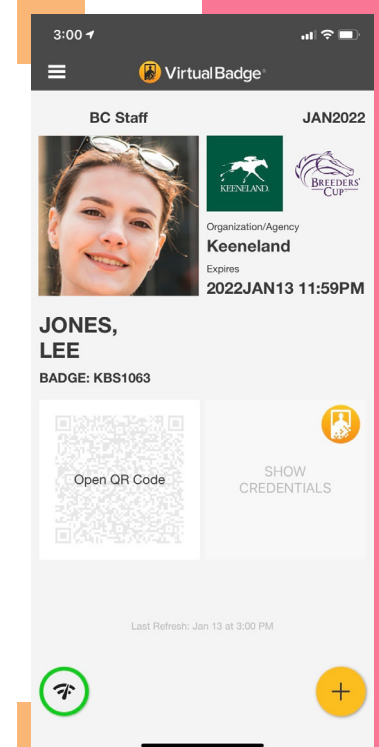 3:00
VirtualBadge
BC Staff
JAN2022
KEENELAND.
BREEDERS'
CUP
Organization/Agency
Keeneland
Expires
2022JAN13 11:59PM
JONES,
LEE
BADGE: KBS1063
Open QR Code
SHOW
CREDENTIALS
Last Refresh: Jan 13 at 3:00 PM